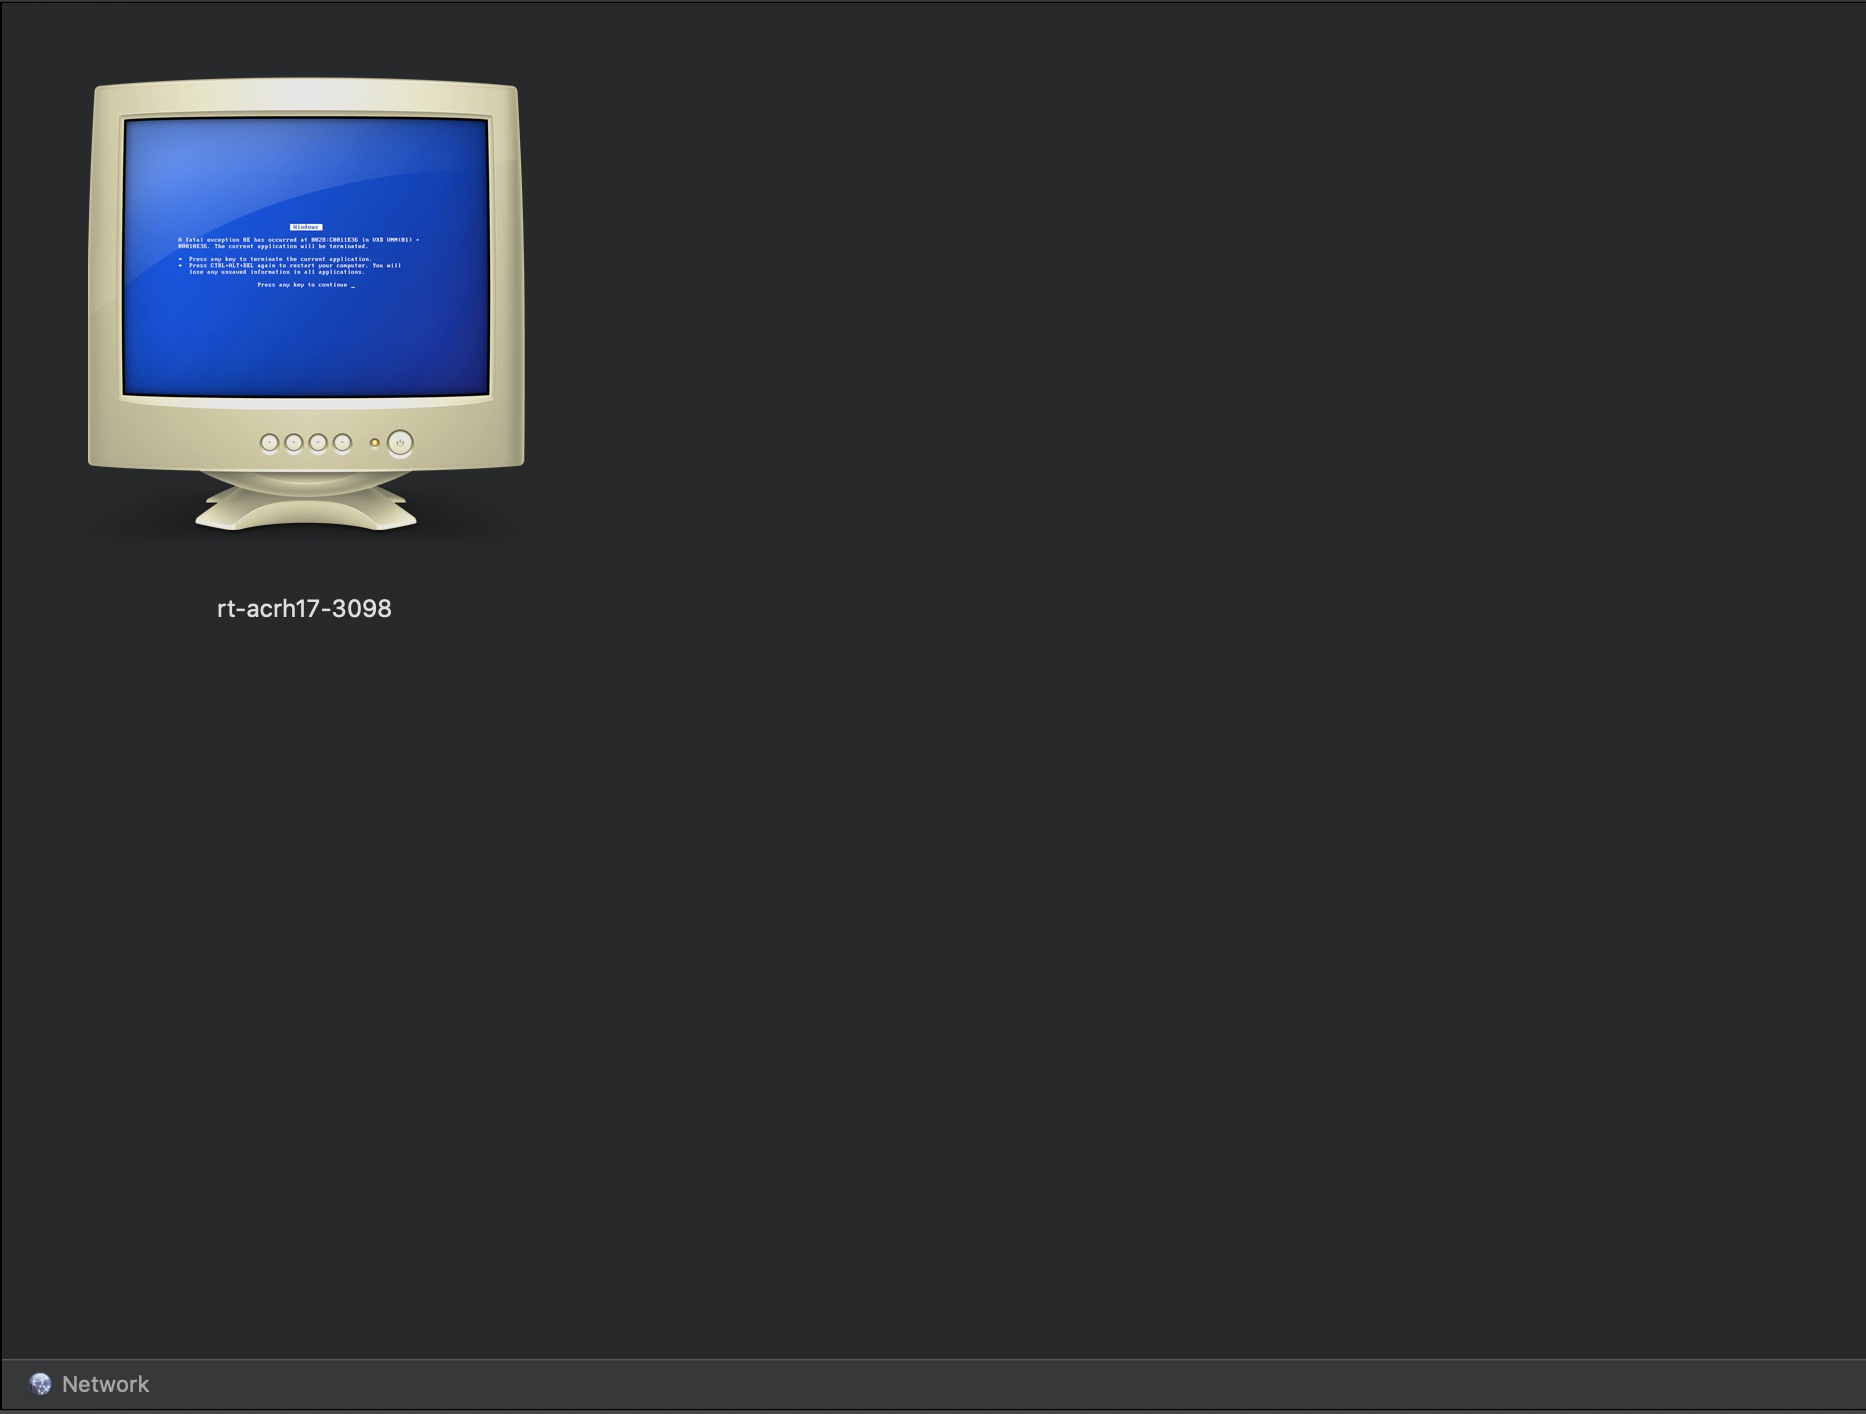 Windows
A fatal exception 0E has occurred at 0028:C0011E36 in VXD VMM(01) +
00010E36. The current application will be terminated.
* Press any key to terminate the current application.
* Press CTRL+ALT+DEL again to restart your computer. You will
lose any unsaved information in all applications.
Press any key to continue _
rt-acrh17-3098
Network